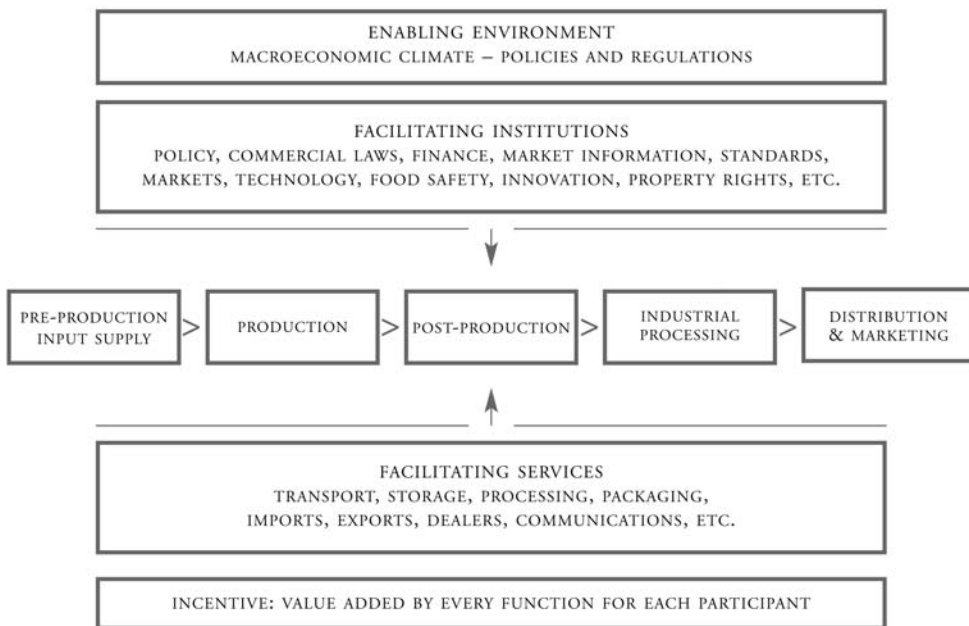 ENABLING ENVIRONMENT
MACROECONOMIC CLIMATE – POLICIES AND REGULATIONS
FACILITATING INSTITUTIONS
POLICY, COMMERCIAL LAWS, FINANCE, MARKET INFORMATION, STANDARDS,
MARKETS, TECHNOLOGY, FOOD SAFETY, INNOVATION, PROPERTY RIGHTS, ETC.
PRE-PRODUCTION
INPUT SUPPLY
>
PRODUCTION
>
POST-PRODUCTION
>
INDUSTRIAL
PROCESSING
>
DISTRIBUTION
& MARKETING
FACILITATING SERVICES
TRANSPORT, STORAGE, PROCESSING, PACKAGING,
IMPORTS, EXPORTS, DEALERS, COMMUNICATIONS, ETC.
INCENTIVE: VALUE ADDED BY EVERY FUNCTION FOR EACH PARTICIPANT